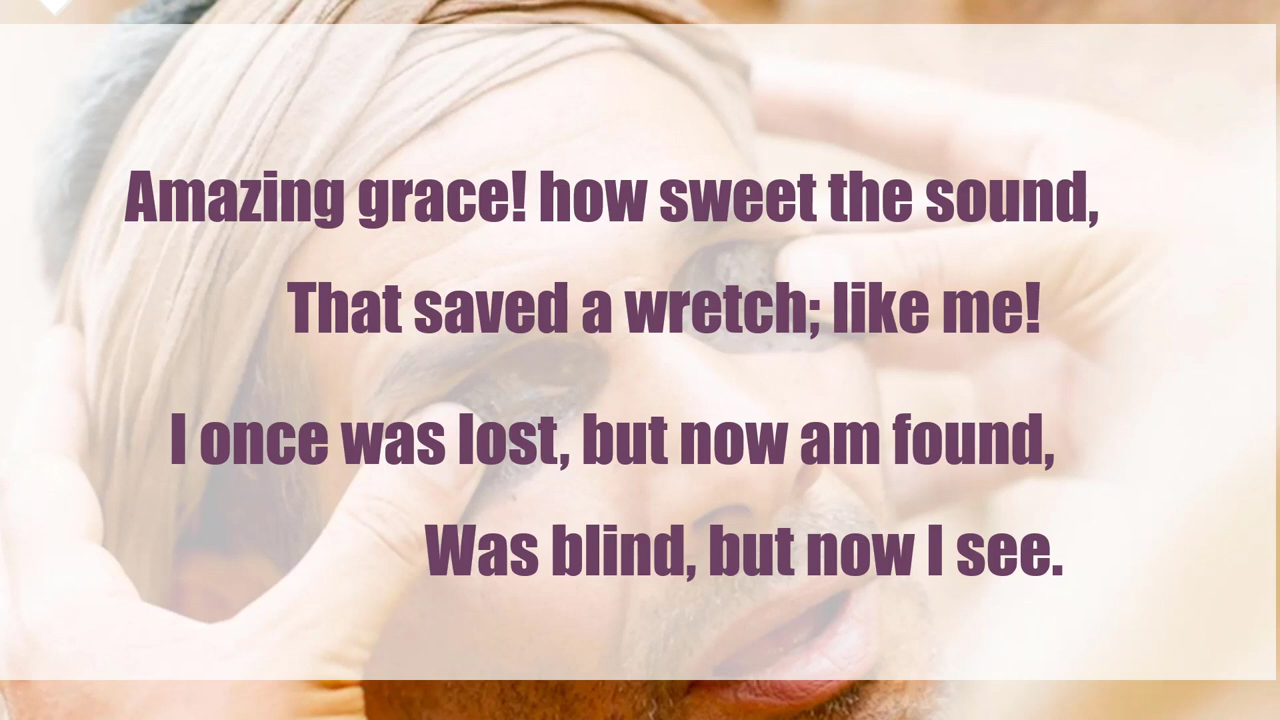 Amazing grace! how sweet the sound,
That saved a wretch; like me!
I once was lost, but now am found,
Was blind, but now I see.